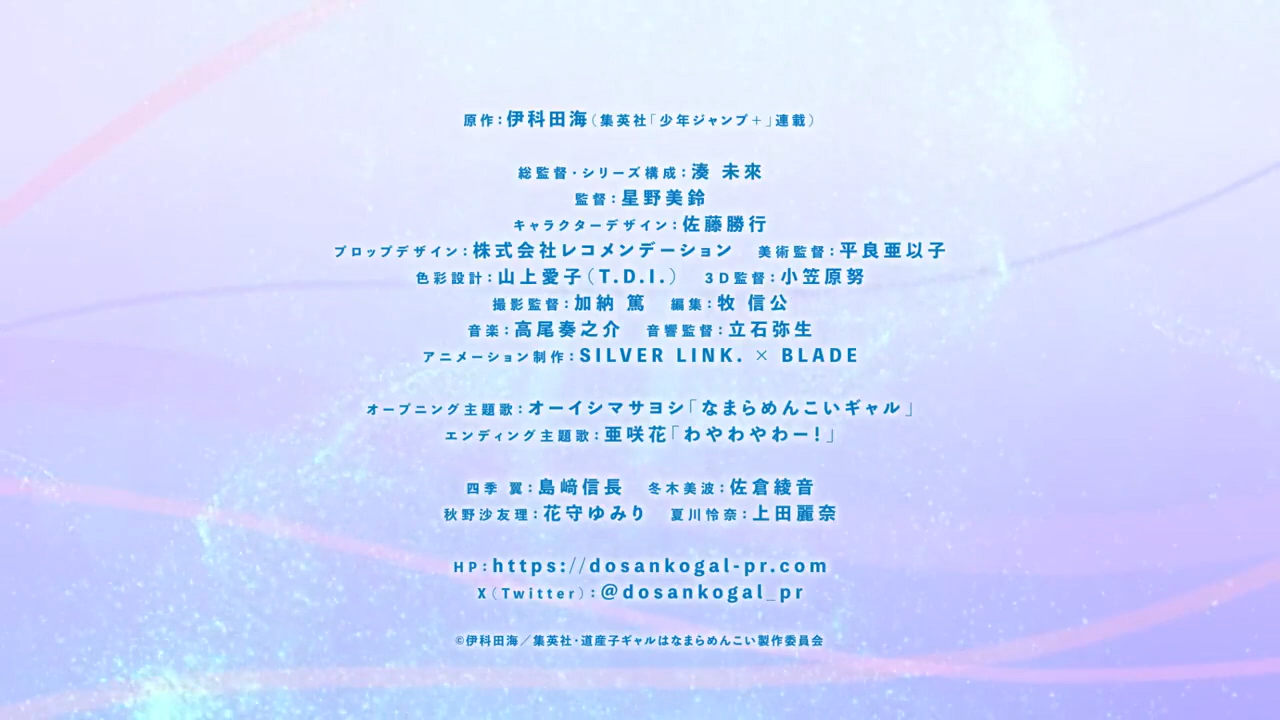 原作：伊科田海（集英社「少年ジャンプ＋」連載）
総監督・シリーズ構成：湊 未來
監督：星野美鈴
キャラクターデザイン：佐藤勝行
プロップデザイン：株式会社レコメンデーション　美術監督：平良亜以子
色彩設計：山上愛子（T.D.I.）　3D監督：小笠原努
撮影監督：加納 篤　編集：牧 信公
音楽：高尾奏之介　音響監督：立石弥生
アニメーション制作：SILVER LINK. × BLADE
オープニング主題歌：オーイシマサヨシ「なまらめんこいギャル」
エンディング主題歌：亜咲花「わやわやわー！」
四季 翼：島﨑信長　冬木美波：佐倉綾音
秋野沙友理：花守ゆみり　夏川怜奈：上田麗奈
HP：https://dosankogal-pr.com
X（Twitter）：@dosankogal_pr
©伊科田海／集英社・道産子ギャルはなまらめんこい製作委員会